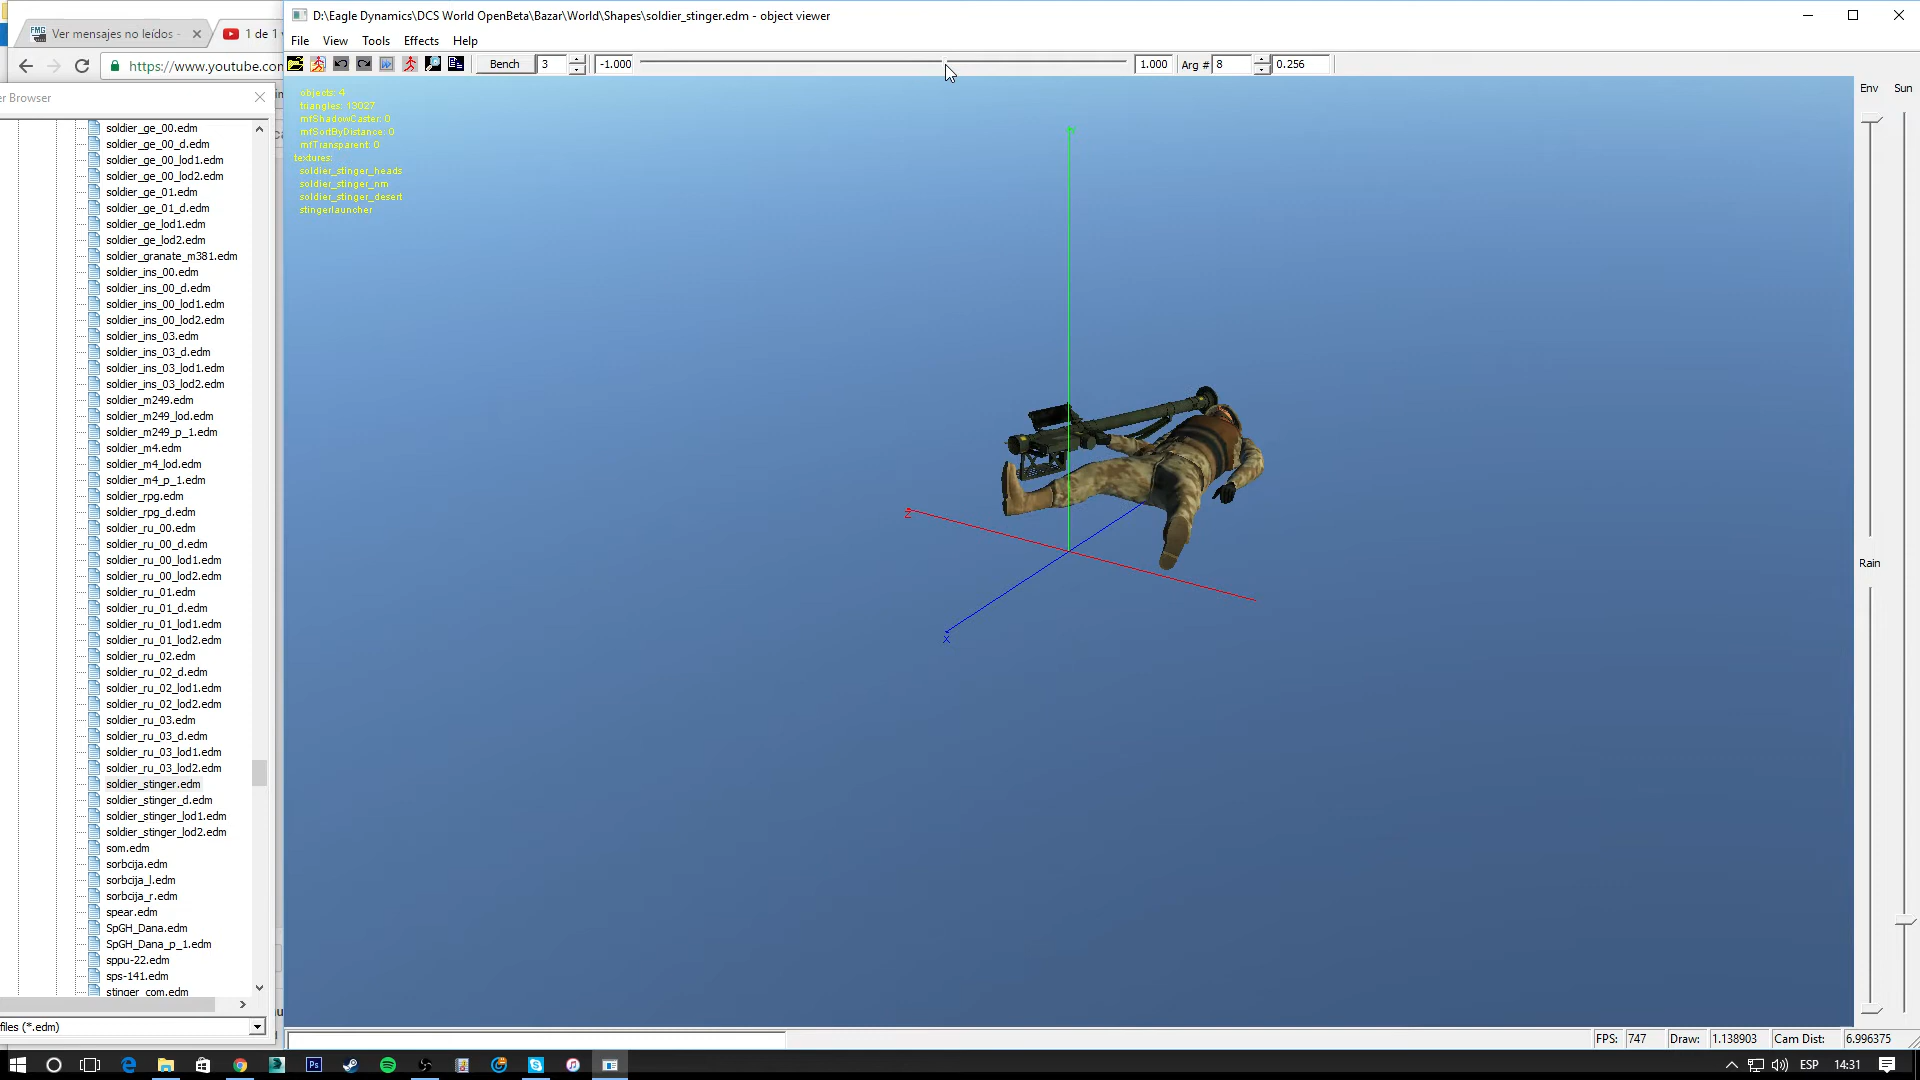 D:\Eagle Dynamics\DCS World OpenBeta\Bazar\World\Shapes\soldier_stinger.edm - object viewer
Ver mensajes no leídos -
1 de 1
File View Tools Effects Help
https://www.youtube.con
Bench 3 -1.000 1.000 Arg # 8 0.256
er Browser
Env Sun
objects: 4
triangles: 13027
mfShadowCaster: 0
mfSortByDistance: 0
mfTransparent: 0
textures:
soldier_stinger_heads
soldier_stinger_nm
soldier_stinger_desert
stingerlauncher
Z
X
Rain
soldier_ge_00.edm
soldier_ge_00_d.edm
soldier_ge_00_lod1.edm
soldier_ge_00_lod2.edm
soldier_ge_01.edm
soldier_ge_01_d.edm
soldier_ge_lod1.edm
soldier_ge_lod2.edm
soldier_granate_m381.edm
soldier_ins_00.edm
soldier_ins_00_d.edm
soldier_ins_00_lod1.edm
soldier_ins_00_lod2.edm
soldier_ins_03.edm
soldier_ins_03_d.edm
soldier_ins_03_lod1.edm
soldier_ins_03_lod2.edm
soldier_m249.edm
soldier_m249_lod.edm
soldier_m249_p_1.edm
soldier_m4.edm
soldier_m4_lod.edm
soldier_m4_p_1.edm
soldier_rpg.edm
soldier_rpg_d.edm
soldier_ru_00.edm
soldier_ru_00_d.edm
soldier_ru_00_lod1.edm
soldier_ru_00_lod2.edm
soldier_ru_01.edm
soldier_ru_01_d.edm
soldier_ru_01_lod1.edm
soldier_ru_01_lod2.edm
soldier_ru_02.edm
soldier_ru_02_d.edm
soldier_ru_02_lod1.edm
soldier_ru_02_lod2.edm
soldier_ru_03.edm
soldier_ru_03_d.edm
soldier_ru_03_lod1.edm
soldier_ru_03_lod2.edm
soldier_stinger.edm
soldier_stinger_d.edm
soldier_stinger_lod1.edm
soldier_stinger_lod2.edm
som.edm
sorbcija.edm
sorbcija_l.edm
sorbcija_r.edm
spear.edm
SpGH_Dana.edm
SpGH_Dana_p_1.edm
sppu-22.edm
sps-141.edm
stinger_com.edm
files (*.edm)
FPS: 747 Draw: 1.138903 Cam Dist: 6.996375
ESP 14:31